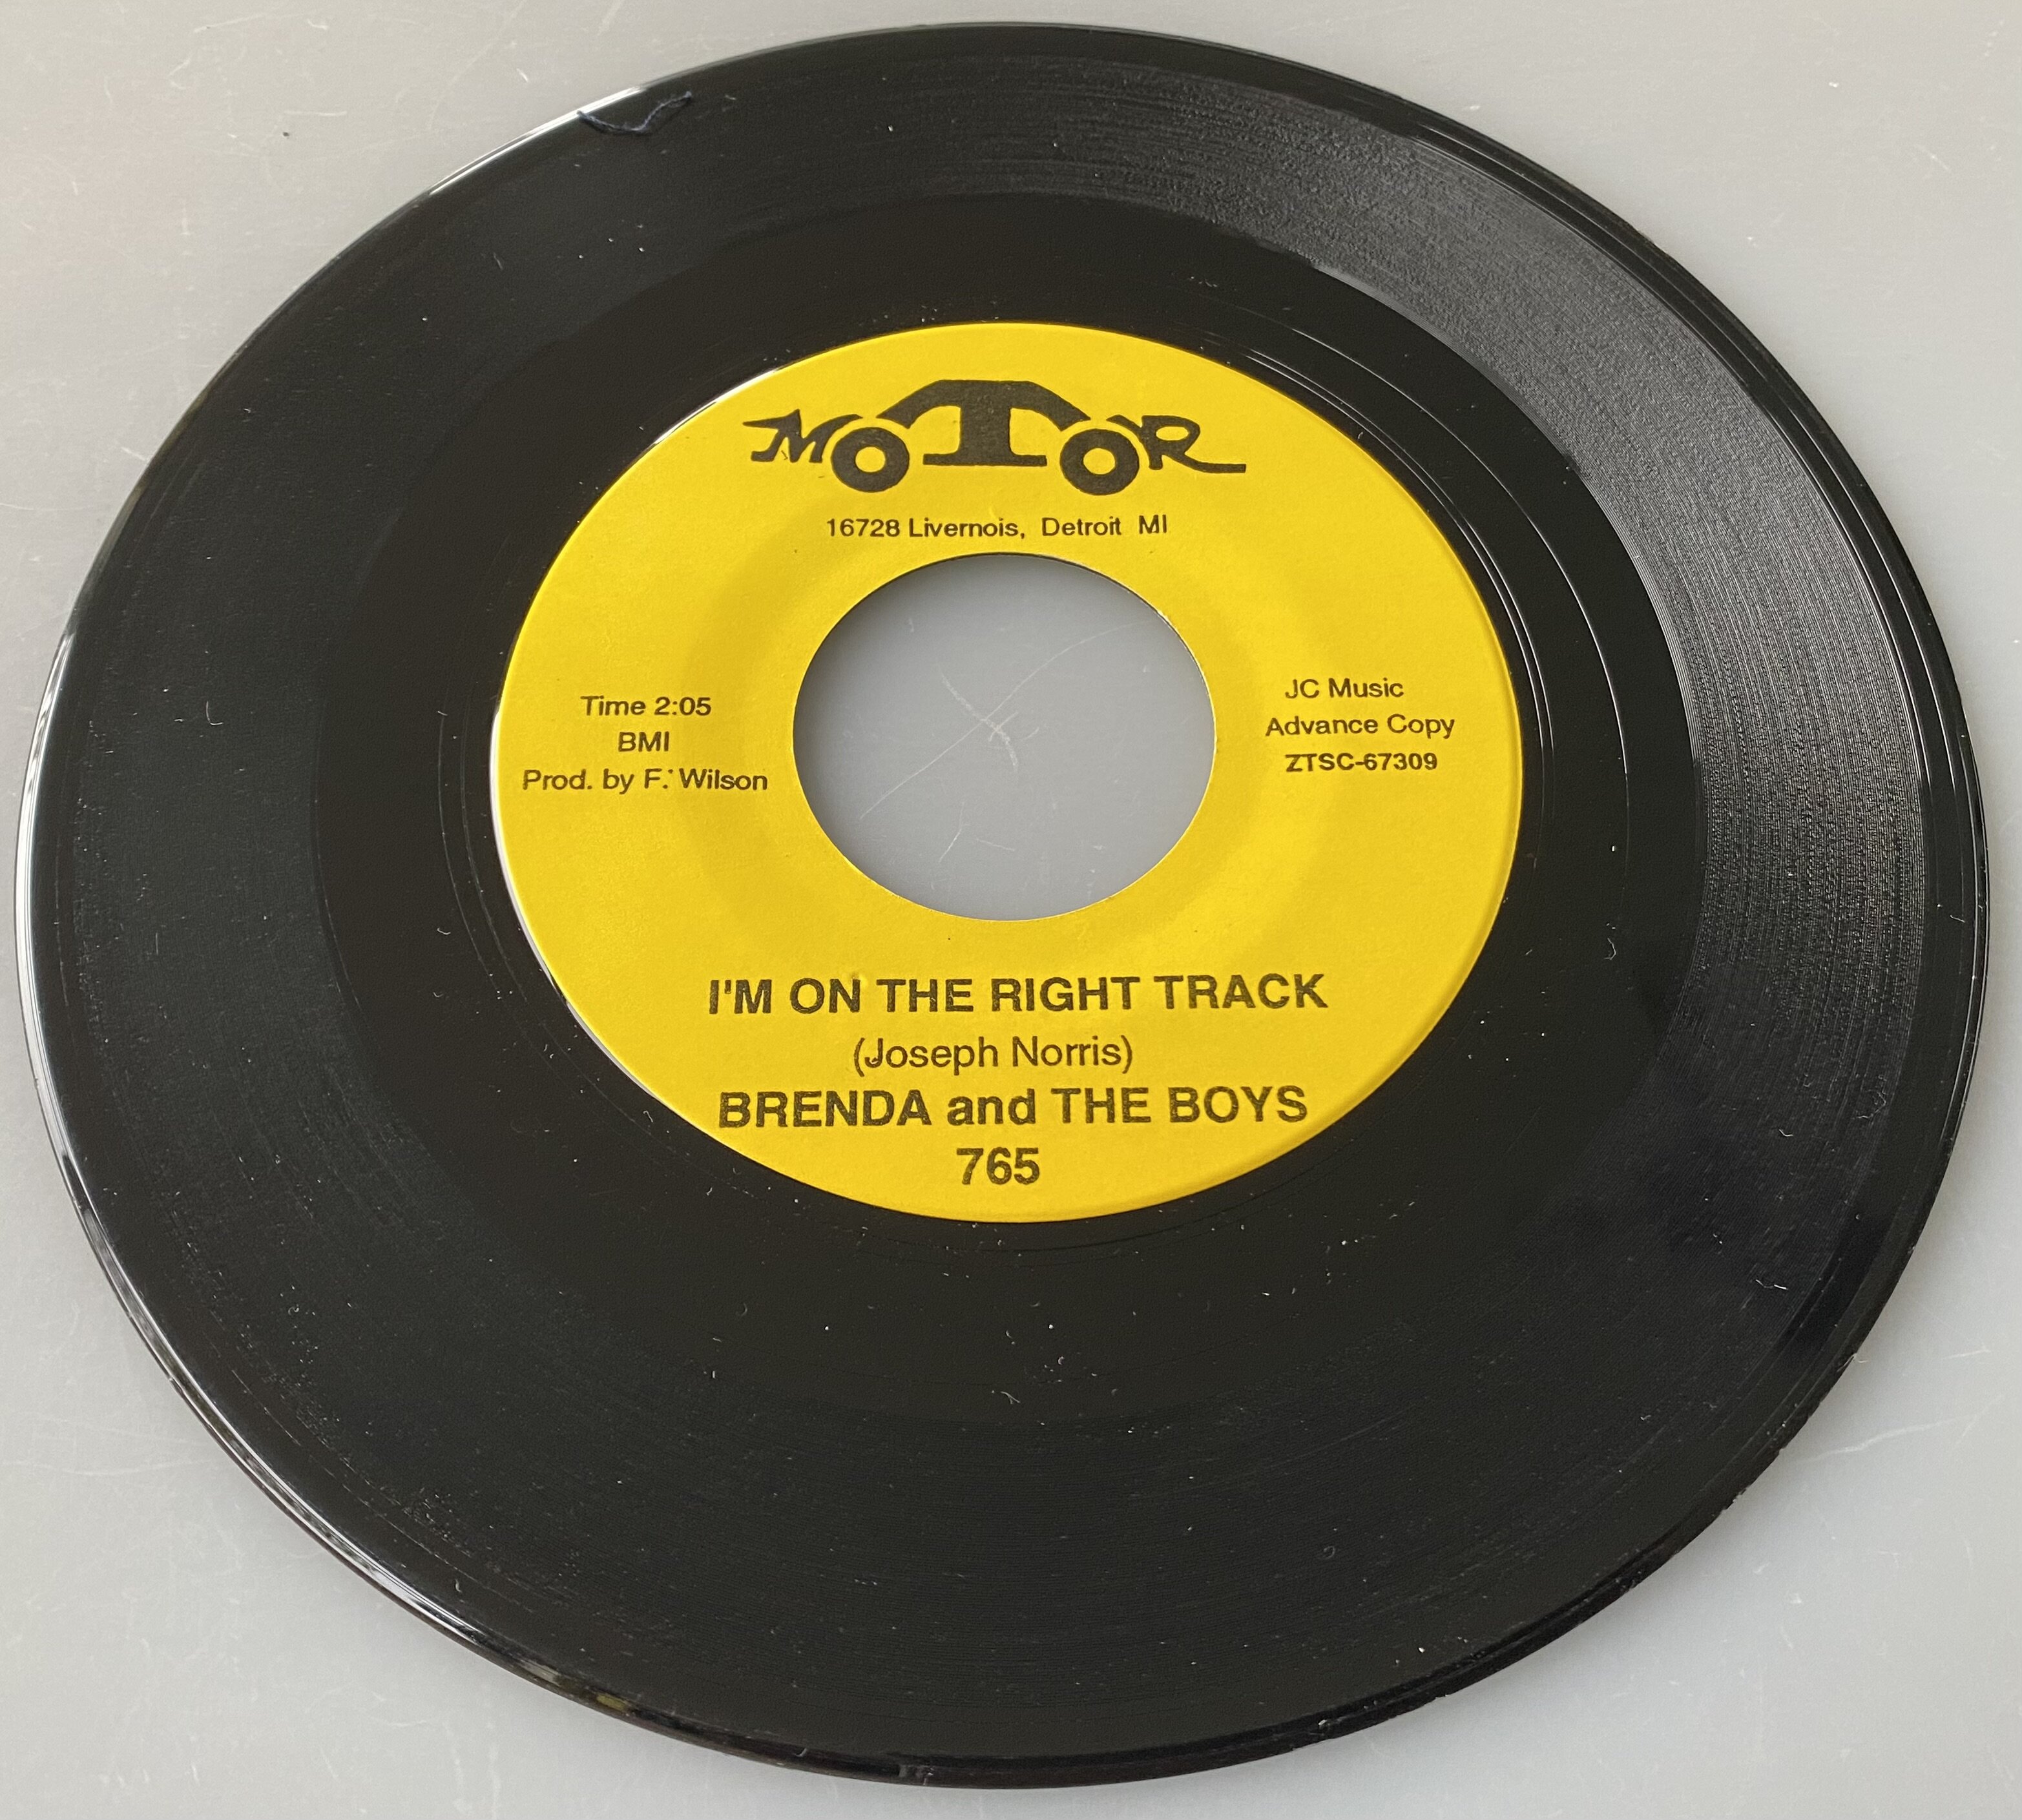 MOTOR
16728 Livernois, Detroit MI
Time 2:05
BMI
Prod. by F. Wilson
JC Music
Advance Copy
ZTSC-67309
I'M ON THE RIGHT TRACK
(Joseph Norris)
BRENDA and THE BOYS
765